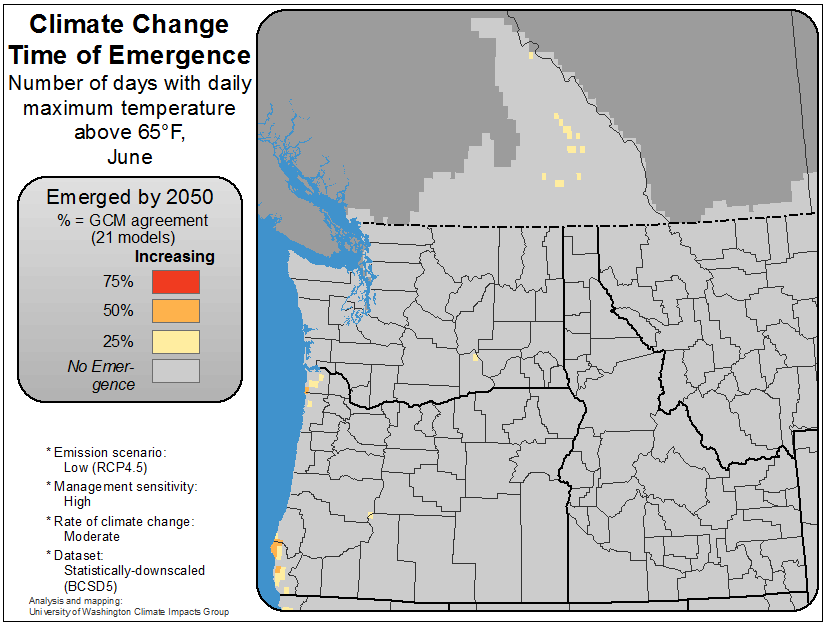 Climate Change
Time of Emergence
Number of days with daily
maximum temperature
above 65°F,
June
Emerged by 2050
% = GCM agreement
(21 models)
Increasing
75%
50%
25%
No Emer-
gence
* Emission scenario:
Low (RCP4.5)
* Management sensitivity:
High
* Rate of climate change:
Moderate
* Dataset:
Statistically-downscaled
(BCSD5)
Analysis and mapping:
University of Washington Climate Impacts Group